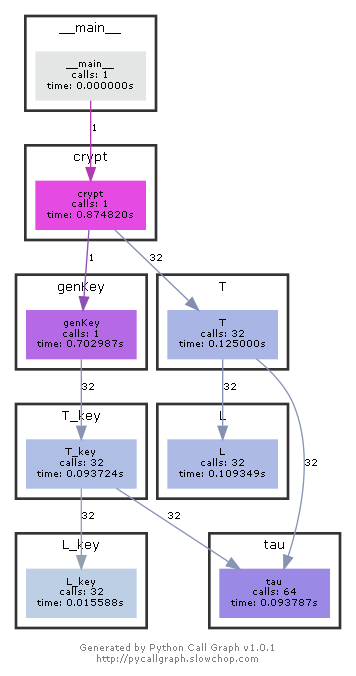 __main__
__main__
calls: 1
time: 0.000000s
1
crypt
crypt
calls: 1
time: 0.874820s
1
32
genKey
genKey
calls: 1
time: 0.702987s
T
T
calls: 32
time: 0.125000s
32
32
32
T_key
T_key
calls: 32
time: 0.093724s
L
L
calls: 32
time: 0.109349s
32
32
L_key
L_key
calls: 32
time: 0.015588s
tau
tau
calls: 64
time: 0.093787s
Generated by Python Call Graph v1.0.1
http://pycallgraph.slowchop.com